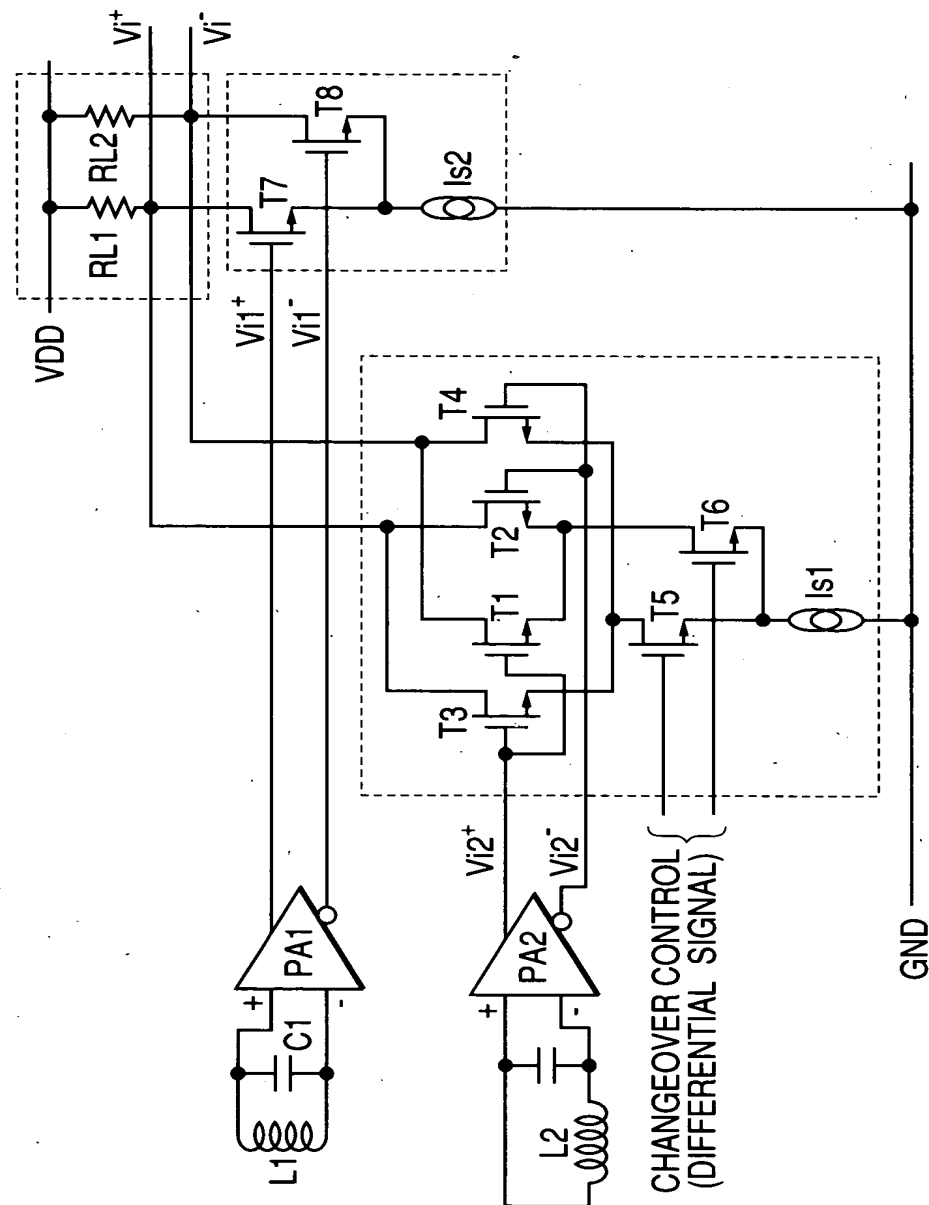 Vi+
Vi-
VDD
RL1
RL2
T7
T8
Is2
Vi1+
Vi1-
PA1
+
-
C1
L1
T4
T2
T1
T3
T6
T5
Is1
Vi2+
Vi2-
PA2
+
-
L2
CHANGEOVER CONTROL
(DIFFERENTIAL SIGNAL)
GND